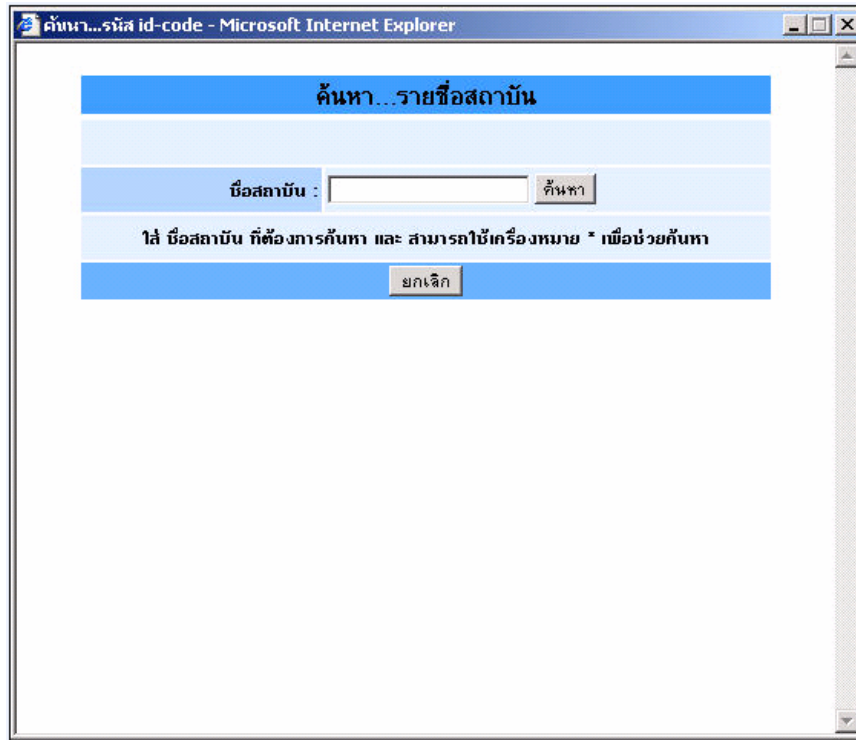 ค้นหา...รหัส id-code - Microsoft Internet Explorer
ค้นหา...รายชื่อสถาบัน
ชื่อสถาบัน : ค้นหา
ใส่ ชื่อสถาบัน ที่ต้องการค้นหา และ สามารถใช้เครื่องหมาย * เพื่อช่วยค้นหา
ยกเลิก